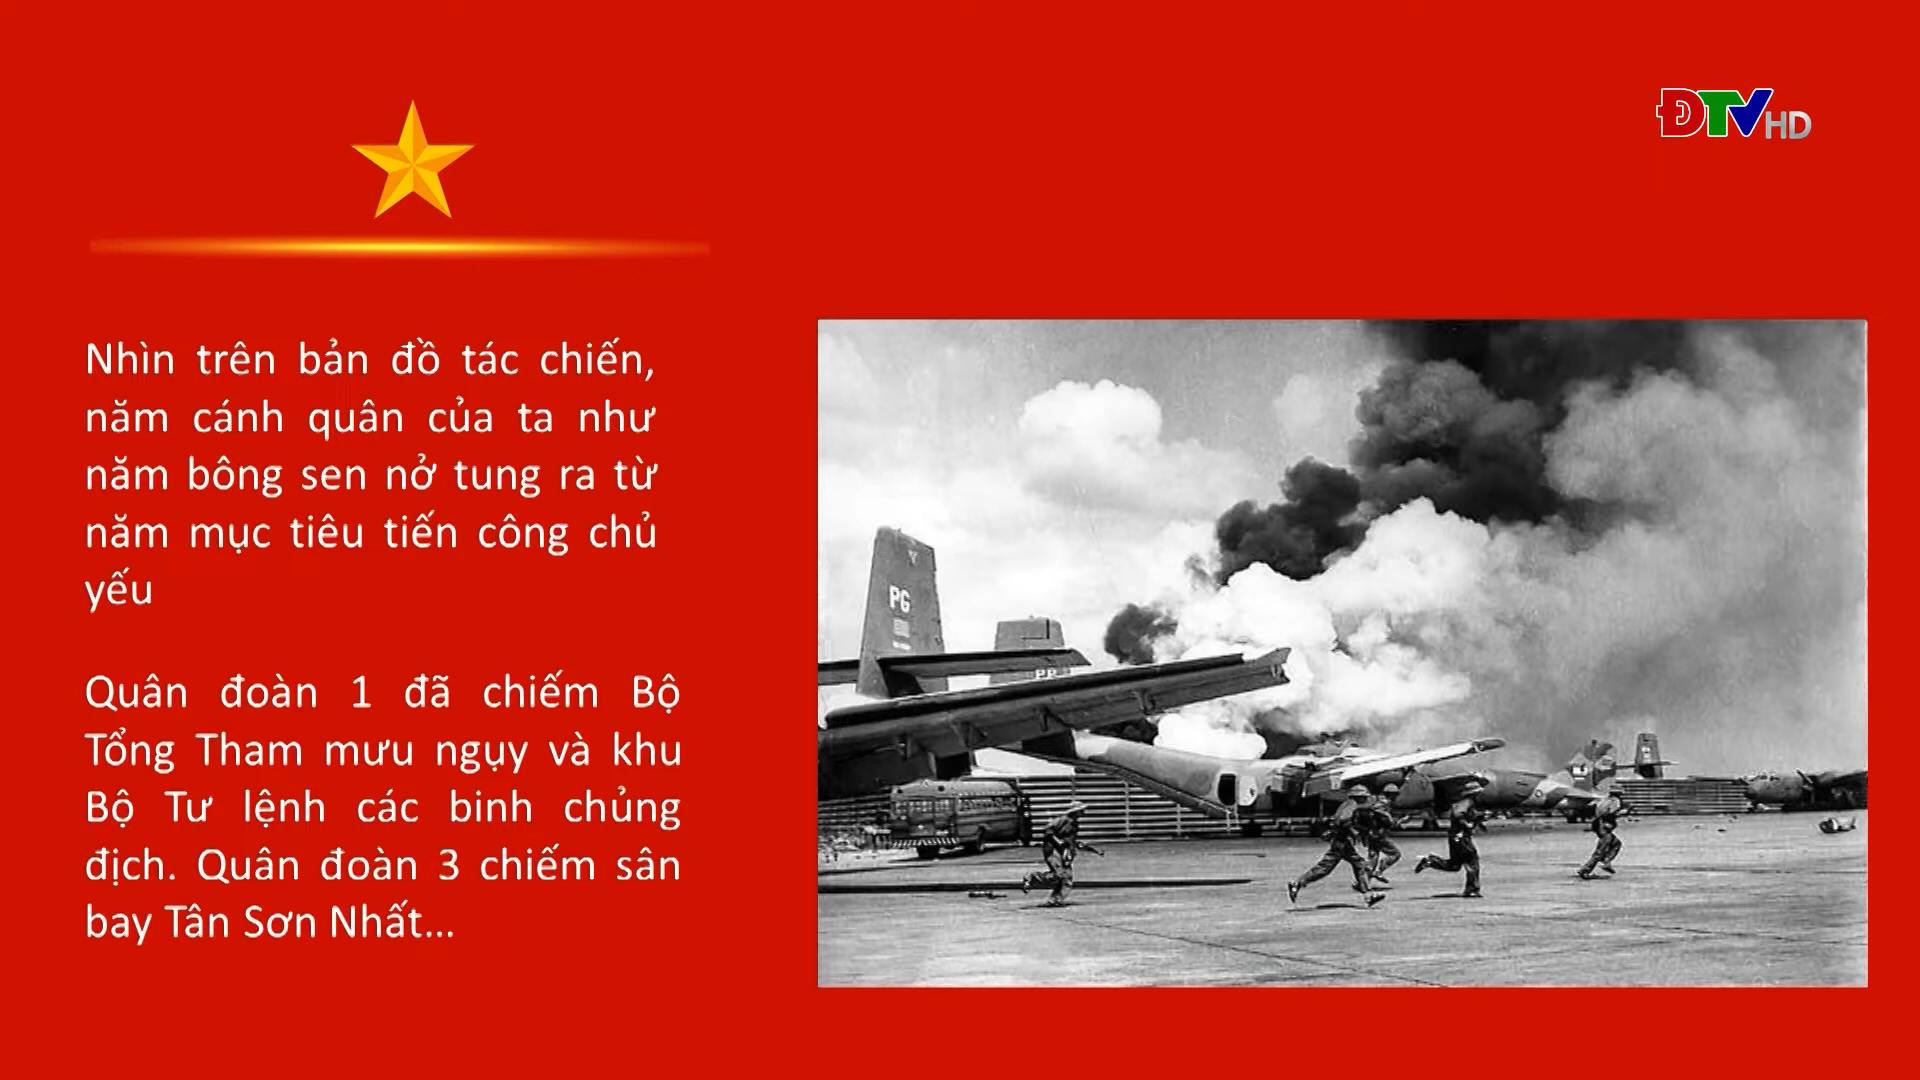 ĐTV HD
Nhìn trên bản đồ tác chiến,
năm cánh quân của ta như
năm bông sen nở tung ra từ
năm mục tiêu tiến công chủ
yếu
Quân đoàn 1 đã chiếm Bộ
Tổng Tham mưu ngụy và khu
Bộ Tư lệnh các binh chủng
địch. Quân đoàn 3 chiếm sân
bay Tân Sơn Nhất...
PG
PP